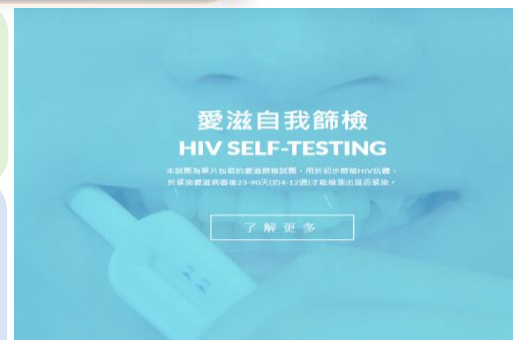 愛滋自我篩檢
HIV SELF-TESTING
本試劑為單片包裝的愛滋篩檢試劑,用於初步篩檢HIV抗體,
於感染愛滋病毒後23-90天(約4-12週)才能檢測出是否感染。
了解更多